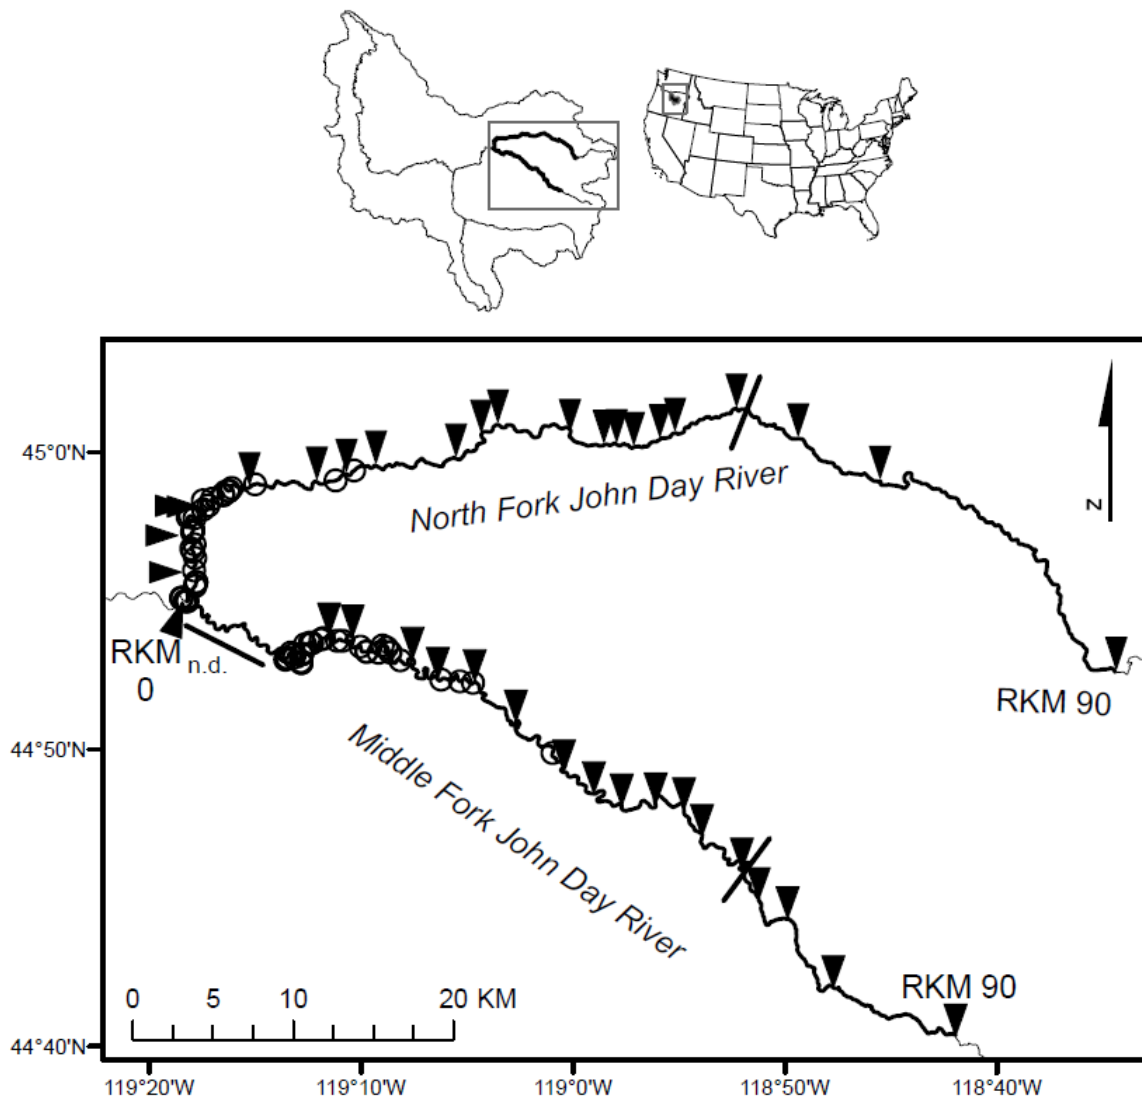 45°0'N
North Fork John Day River
z
RKM n.d.
0
RKM 90
44°50'N
Middle Fork John Day River
RKM 90
0 5 10 20 KM
44°40'N
119°20'W 119°10'W 119°0'W 118°50'W 118°40'W